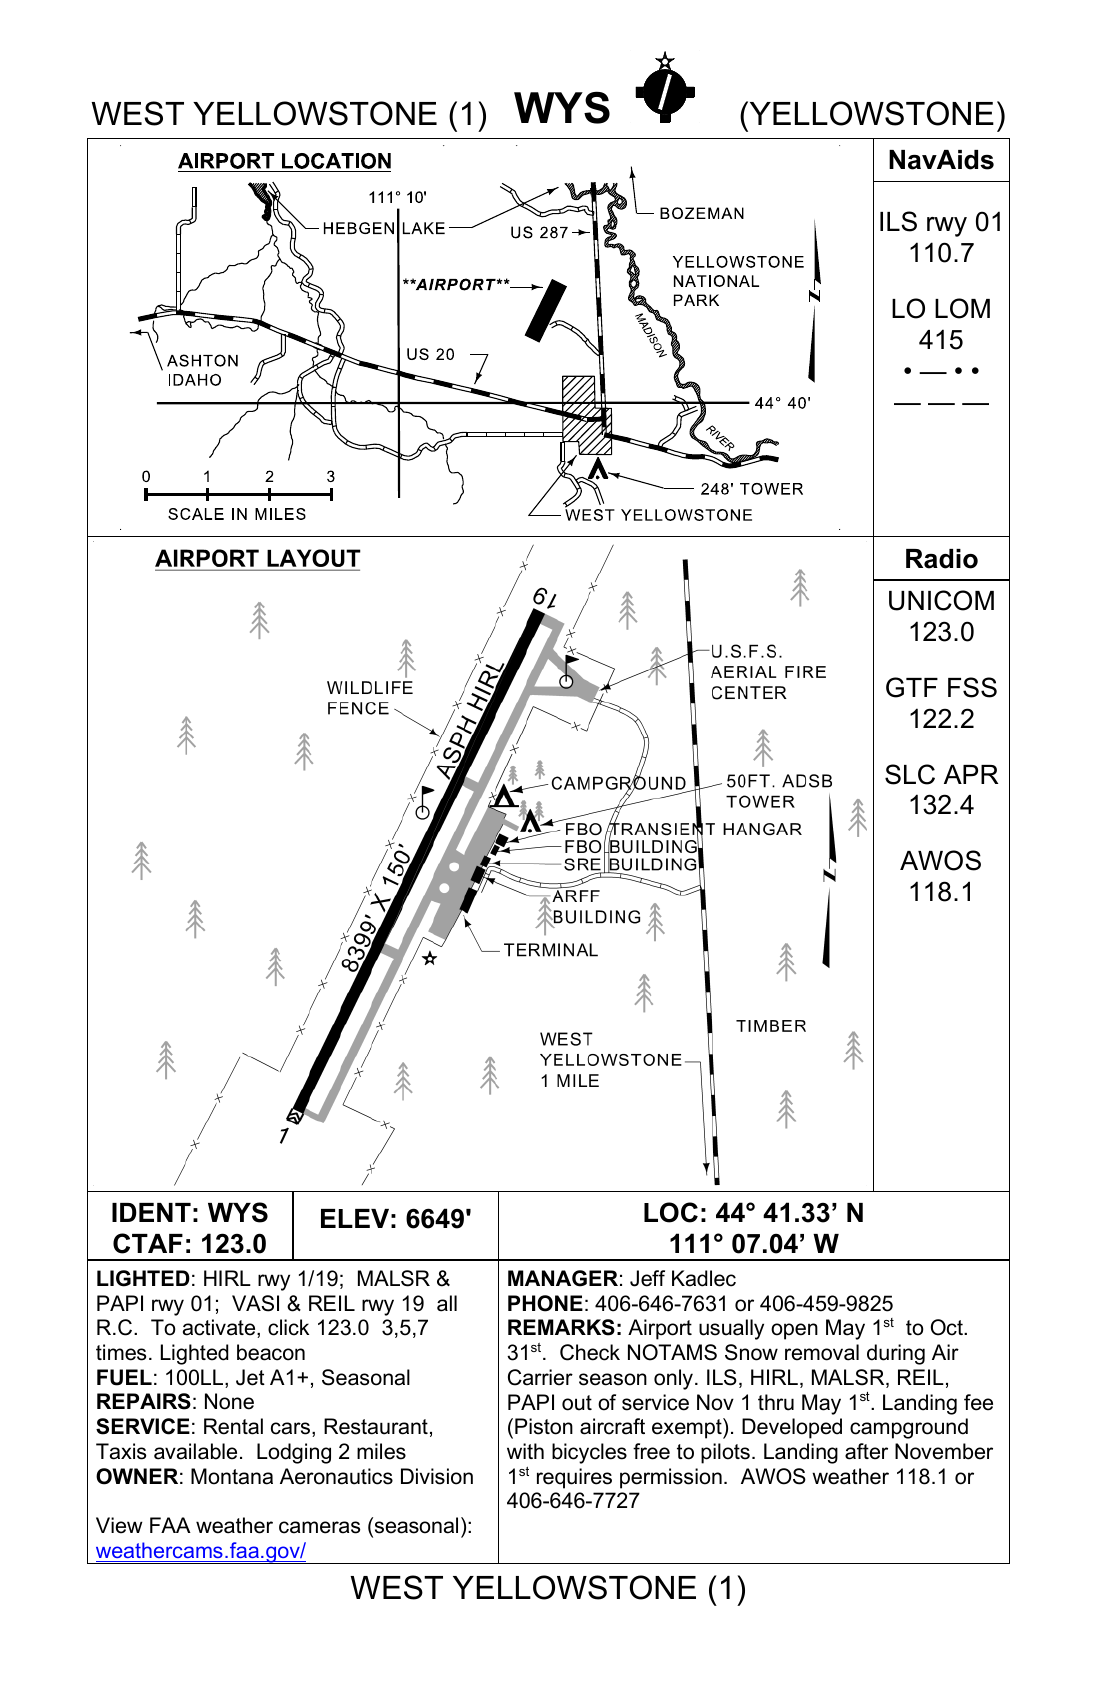 WEST YELLOWSTONE (1) WYS (YELLOWSTONE)
AIRPORT LOCATION
111° 10'
HEBGEN LAKE
US 287
BOZEMAN
**AIRPORT**
YELLOWSTONE
NATIONAL
PARK
N
MADISON
RIVER
ASHTON
IDAHO
US 20
44° 40'
0 1 2 3
SCALE IN MILES
248' TOWER
WEST YELLOWSTONE
NavAids
ILS rwy 01
110.7
LO LOM
415
• — • •
— — —
AIRPORT LAYOUT
19
ASPH HIRL
8399' X 150'
1
WILDLIFE
FENCE
U.S.F.S.
AERIAL FIRE
CENTER
CAMPGROUND
50FT. ADSB
TOWER
FBO TRANSIENT HANGAR
FBO BUILDING
SRE BUILDING
ARFF
BUILDING
TERMINAL
N
TIMBER
WEST
YELLOWSTONE
1 MILE
Radio
UNICOM
123.0
GTF FSS
122.2
SLC APR
132.4
AWOS
118.1
IDENT: WYS
CTAF: 123.0
ELEV: 6649'
LOC: 44° 41.33’ N
111° 07.04’ W
LIGHTED: HIRL rwy 1/19; MALSR &
PAPI rwy 01; VASI & REIL rwy 19 all
R.C. To activate, click 123.0 3,5,7
times. Lighted beacon
FUEL: 100LL, Jet A1+, Seasonal
REPAIRS: None
SERVICE: Rental cars, Restaurant,
Taxis available. Lodging 2 miles
OWNER: Montana Aeronautics Division
View FAA weather cameras (seasonal):
weathercams.faa.gov/
MANAGER: Jeff Kadlec
PHONE: 406-646-7631 or 406-459-9825
REMARKS: Airport usually open May 1st to Oct.
31st. Check NOTAMS Snow removal during Air
Carrier season only. ILS, HIRL, MALSR, REIL,
PAPI out of service Nov 1 thru May 1st. Landing fee
(Piston aircraft exempt). Developed campground
with bicycles free to pilots. Landing after November
1st requires permission. AWOS weather 118.1 or
406-646-7727
WEST YELLOWSTONE (1)